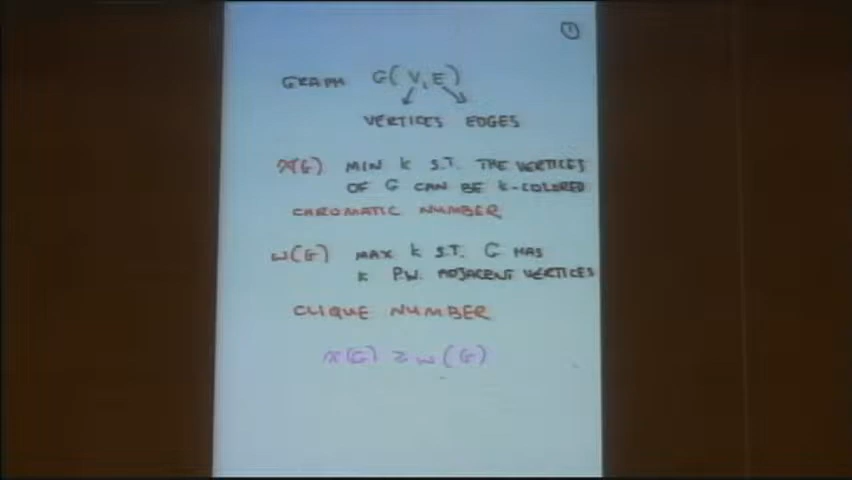 ①
GRAPH G(V,E)
VERTICES EDGES
χ(G) MIN k S.T. THE VERTICES
OF G CAN BE k-COLORED
CHROMATIC NUMBER
ω(G) MAX k S.T. G HAS
k P.W. ADJACENT VERTICES
CLIQUE NUMBER
χ(G) ≥ ω(G)